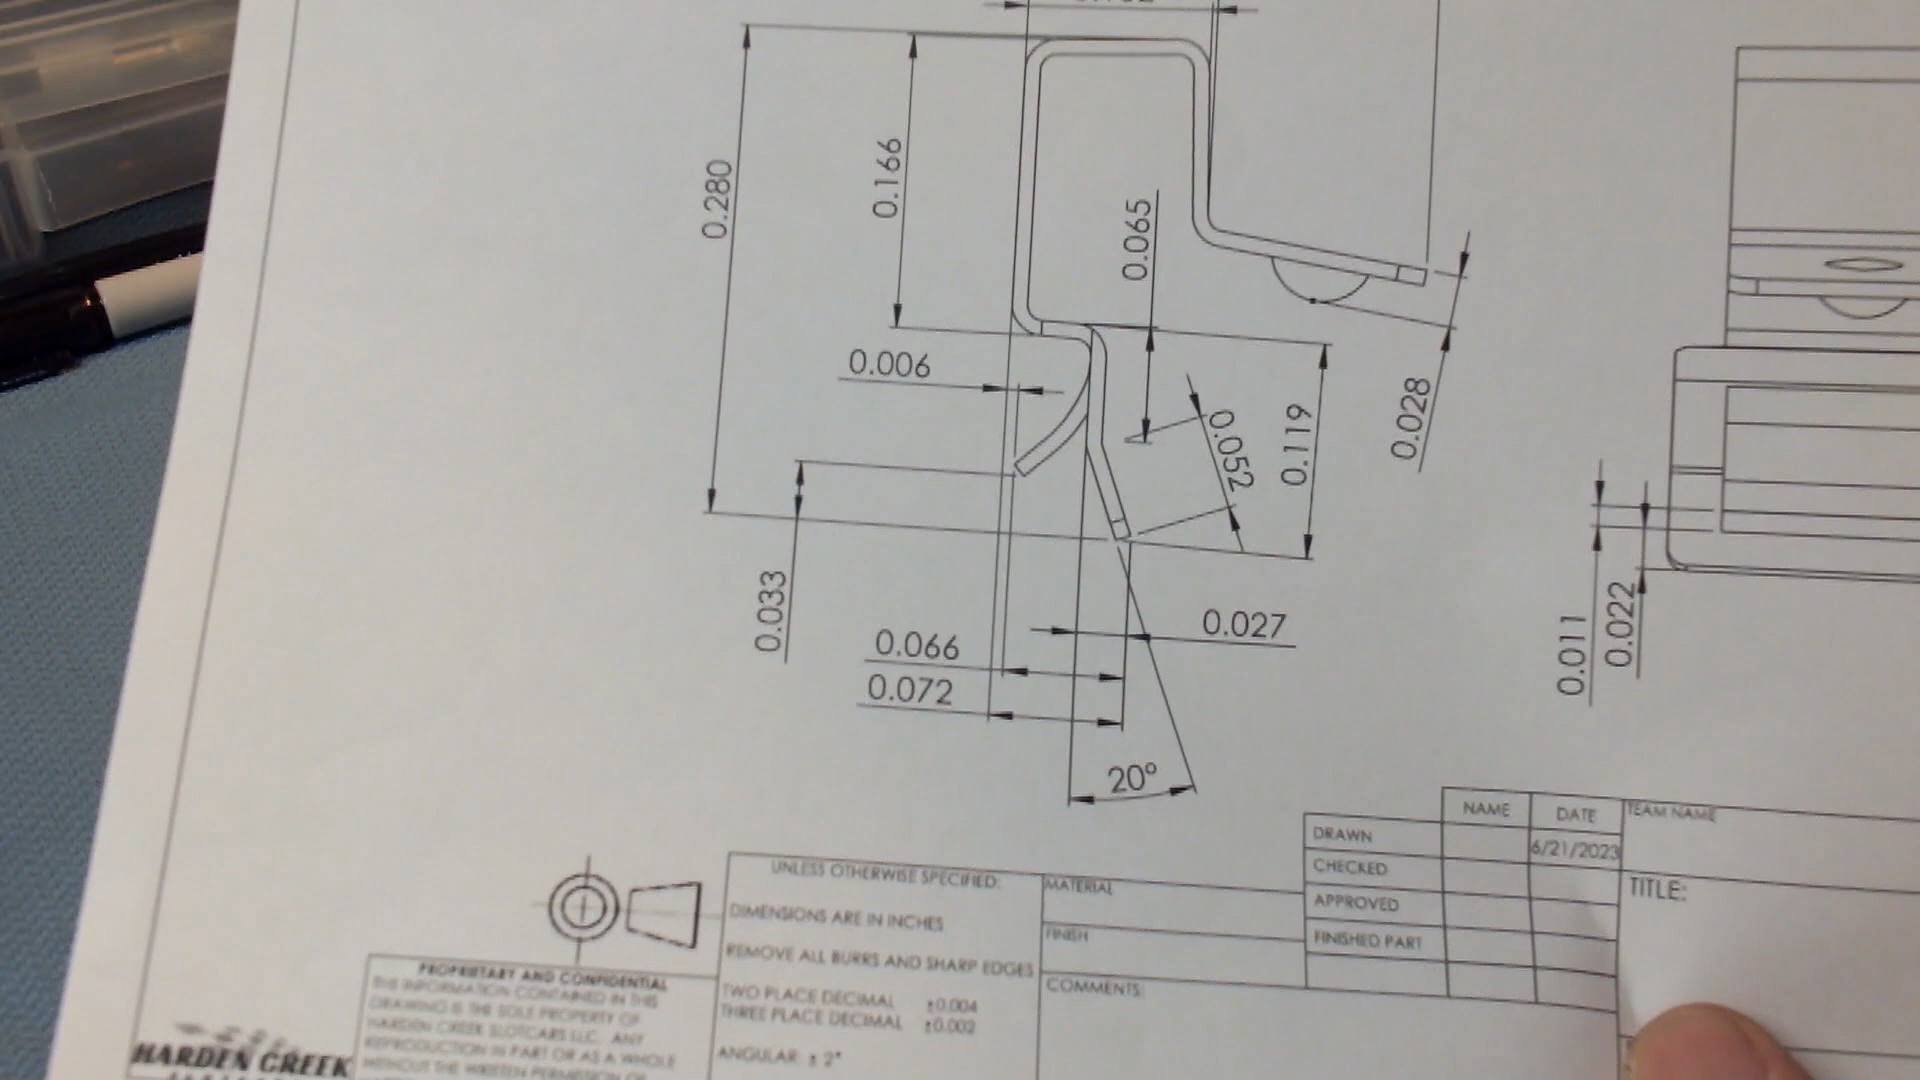 0.280
0.166
0.065
0.006
0.052
0.119
0.028
0.033
0.066
0.072
0.027
20°
0.011
0.022
NAME
DATE
TEAM NAME
DRAWN
6/21/2023
CHECKED
TITLE:
APPROVED
FINISHED PART
UNLESS OTHERWISE SPECIFIED:
MATERIAL
DIMENSIONS ARE IN INCHES
FINISH
REMOVE ALL BURRS AND SHARP EDGES
COMMENTS:
TWO PLACE DECIMAL ±0.004
THREE PLACE DECIMAL ±0.002
ANGULAR: ± 2°
PROPRIETARY AND CONFIDENTIAL
THE INFORMATION CONTAINED IN THIS
DRAWING IS THE SOLE PROPERTY OF
HARDEN CREEK SLOTCARS LLC. ANY
REPRODUCTION IN PART OR AS A WHOLE
WITHOUT THE WRITTEN PERMISSION OF
HARDEN CREEK